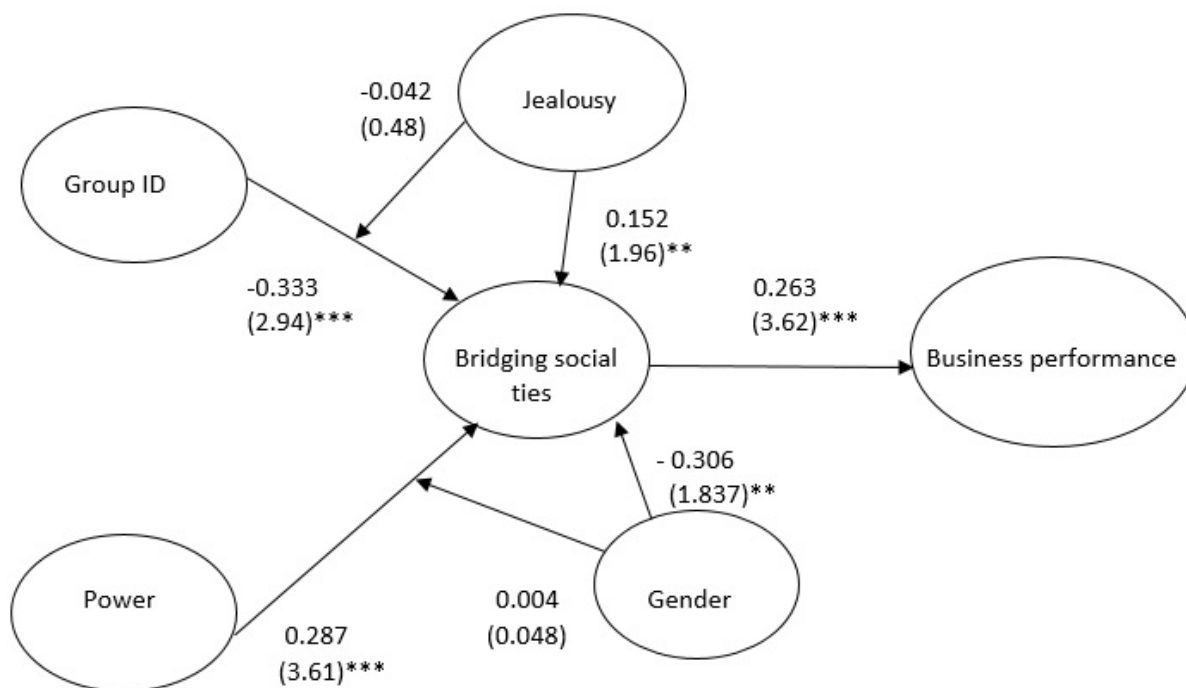 Jealousy
-0.042
(0.48)
Group ID
0.152
(1.96)**
-0.333
(2.94)***
0.263
(3.62)***
Bridging social
ties
Business performance
- 0.306
(1.837)**
Power
0.004
(0.048)
Gender
0.287
(3.61)***